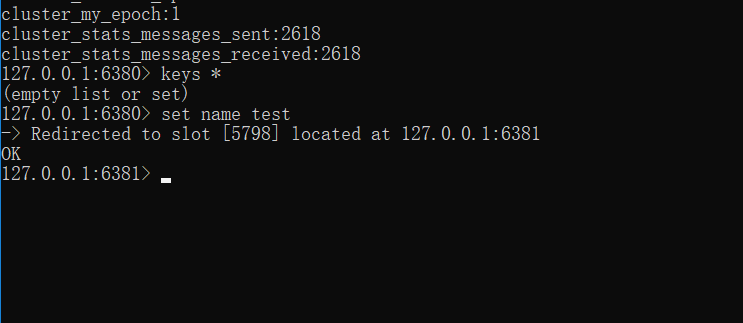 cluster_my_epoch:1
cluster_stats_messages_sent:2618
cluster_stats_messages_received:2618
127.0.0.1:6380> keys *
(empty list or set)
127.0.0.1:6380> set name test
-> Redirected to slot [5798] located at 127.0.0.1:6381
OK
127.0.0.1:6381>